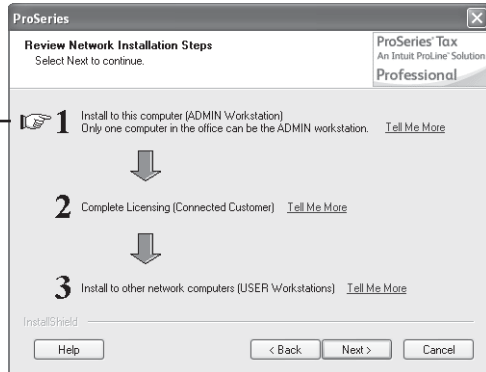 ProSeries
Review Network Installation Steps
Select Next to continue.
ProSeries® Tax
An Intuit ProLine™ Solution
Professional
1 Install to this computer (ADMIN Workstation)
Only one computer in the office can be the ADMIN workstation. Tell Me More
2 Complete Licensing (Connected Customer) Tell Me More
3 Install to other network computers (USER Workstations) Tell Me More
InstallShield
Help
< Back
Next >
Cancel